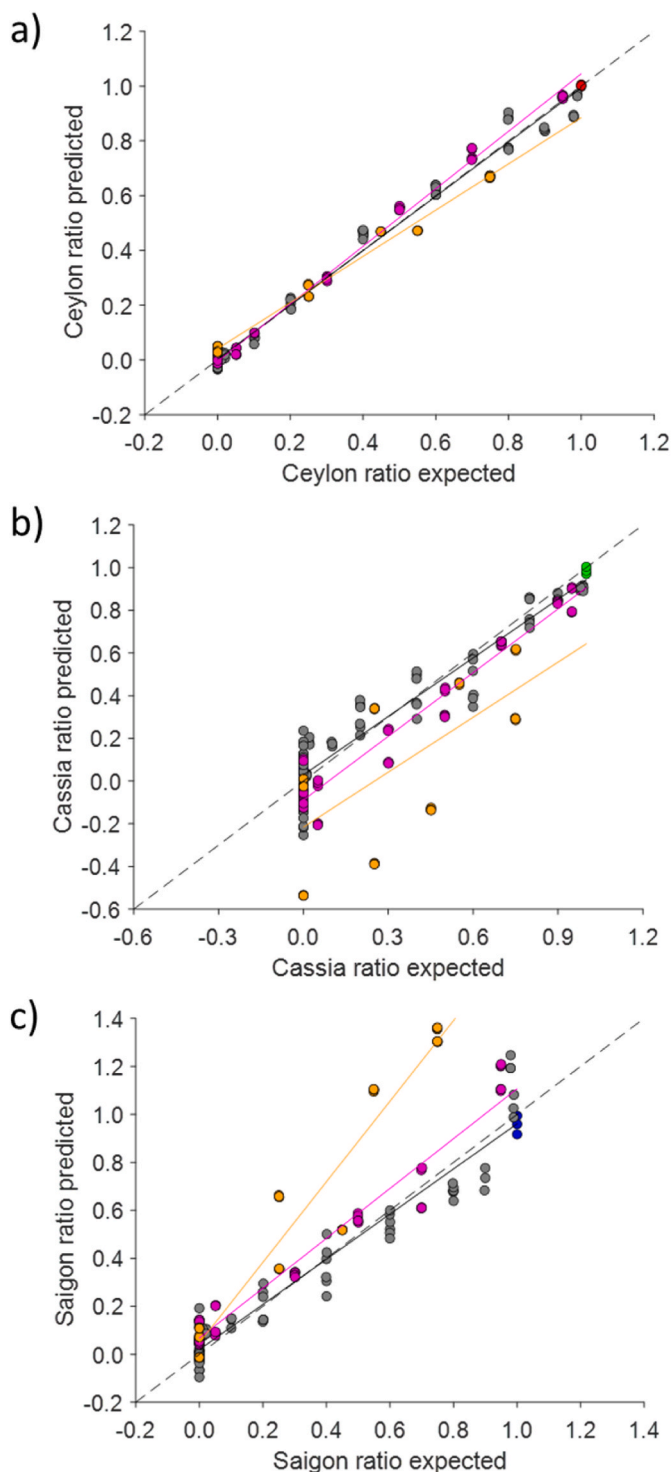 a)
Ceylon ratio predicted
1.2
1.0
0.8
0.6
0.4
0.2
0.0
-0.2
-0.2 0.0 0.2 0.4 0.6 0.8 1.0 1.2
Ceylon ratio expected
b)
Cassia ratio predicted
1.2
1.0
0.8
0.6
0.4
0.2
0.0
-0.2
-0.4
-0.6
-0.6 -0.3 0.0 0.3 0.6 0.9 1.2
Cassia ratio expected
c)
Saigon ratio predicted
1.4
1.2
1.0
0.8
0.6
0.4
0.2
0.0
-0.2
-0.2 0.0 0.2 0.4 0.6 0.8 1.0 1.2 1.4
Saigon ratio expected